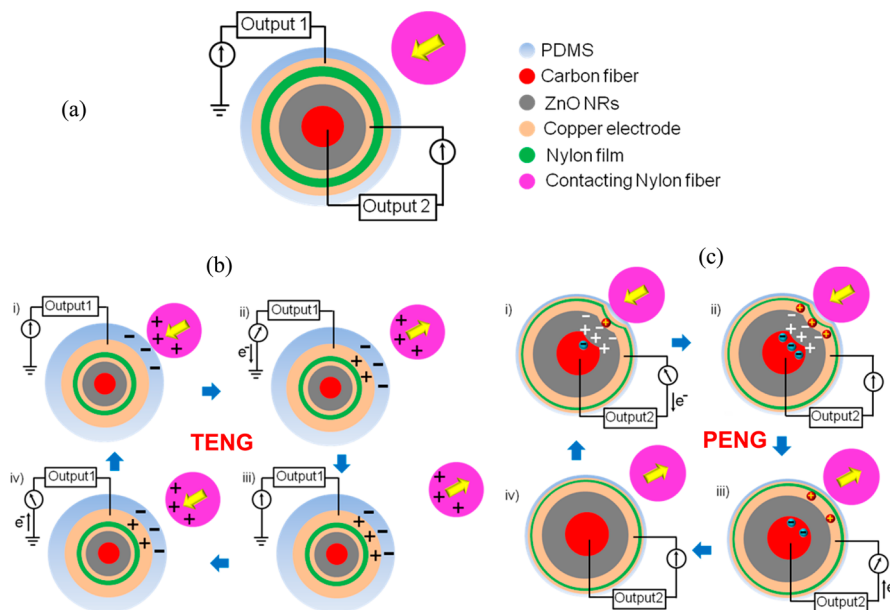 (a)
Output 1
Output 2
PDMS
Carbon fiber
ZnO NRs
Copper electrode
Nylon film
Contacting Nylon fiber
(b)
i)
Output1
+
+
+
+
-
-
-
ii)
Output1
e-
+
+
+
+
+
+
+
-
-
-
TENG
iv)
Output1
e-
+
+
+
+
+
+
-
-
-
iii)
Output1
+
+
+
+
+
+
+
-
-
-
(c)
i)
Output2
e-
ii)
Output2
PENG
iv)
Output2
iii)
Output2
e-